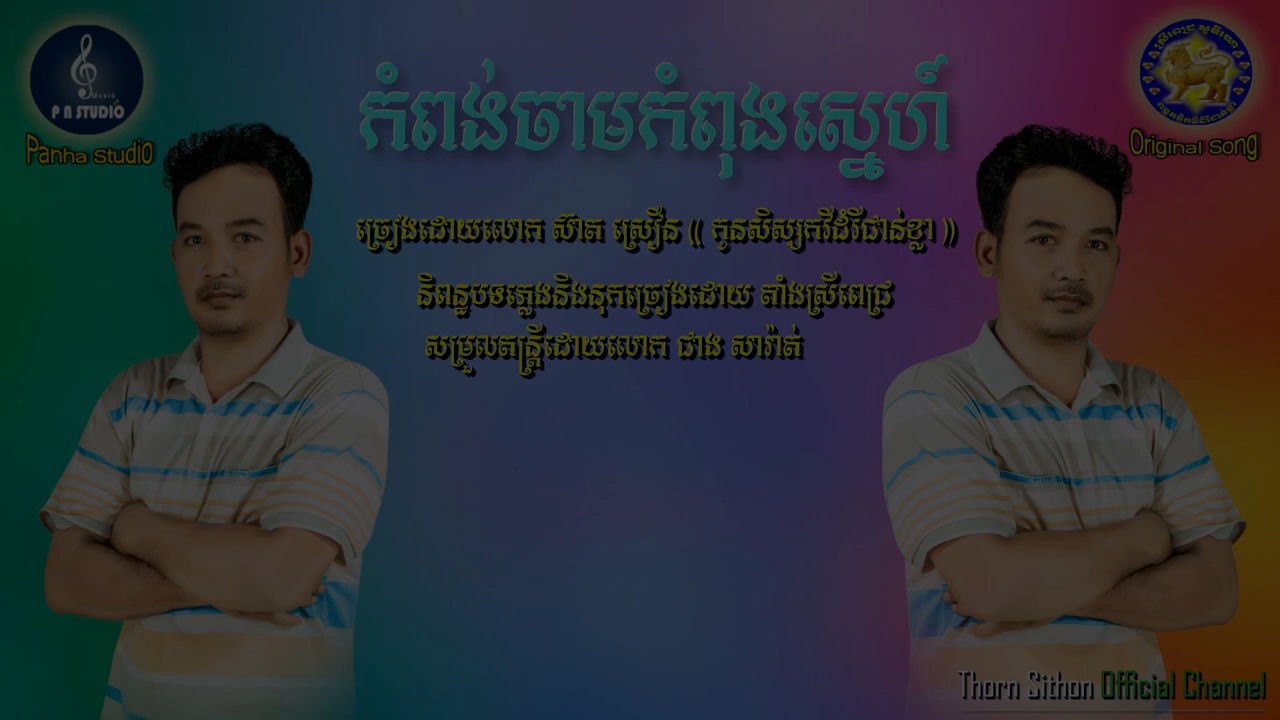 Music
P N STUDIO
Panha Studio
កំពង់ចាមកំពុងស្នេហ៍
Original Song
ច្រៀងដោយលោក ស៊ាត ស្រឿន (( កូនសិស្សកវីដំរីជាន់ខ្លា ))
និពន្ធបទភ្លេងនិងនុកច្រៀងដោយ តាំងស្រីពេជ្រ
សម្រួលតន្ត្រីដោយលោក ជាង សារ៉ាត់
Thorn Sithon Official Channel